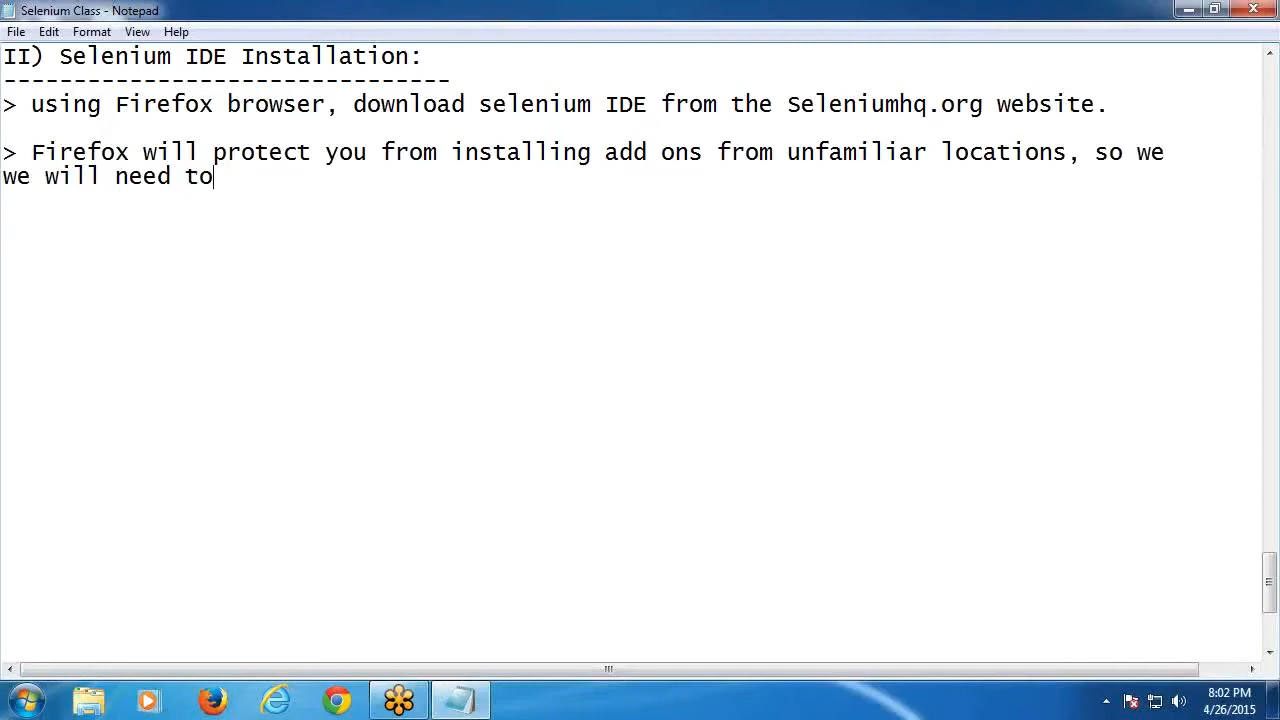 Selenium Class - Notepad
File Edit Format View Help
II) Selenium IDE Installation:
--------------------------------
> using Firefox browser, download selenium IDE from the Seleniumhq.org website.
> Firefox will protect you from installing add ons from unfamiliar locations, so we
we will need to
8:02 PM
4/26/2015